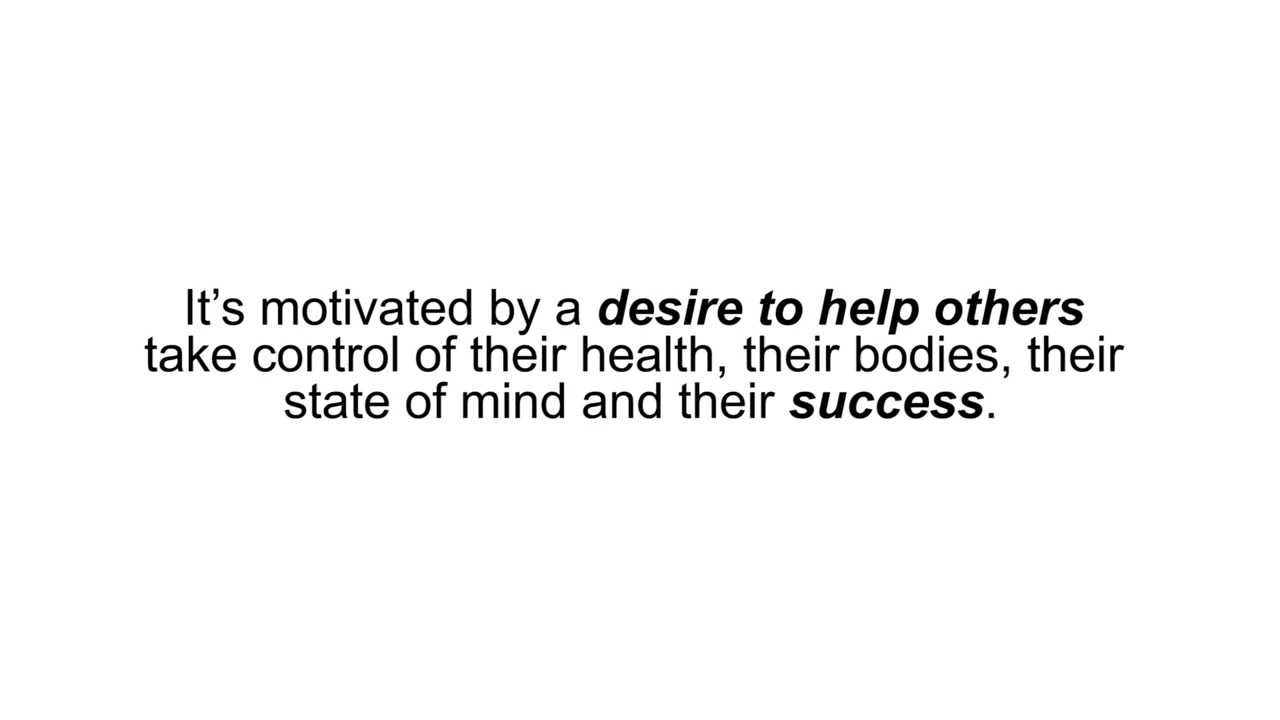 It’s motivated by a desire to help others
take control of their health, their bodies, their
state of mind and their success.